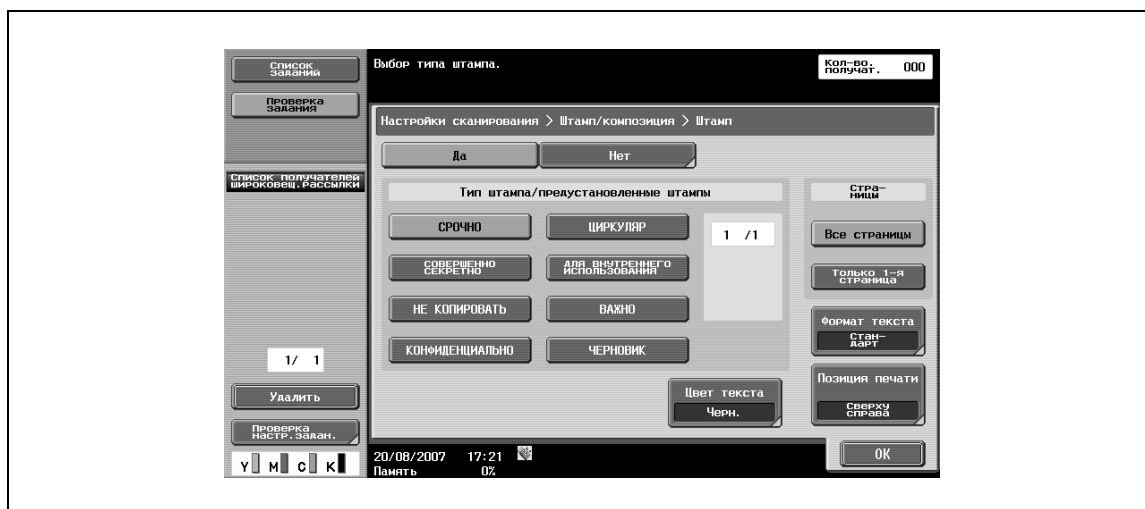 Список
заданий
Проверка
задания
Список получателей
широковещ.рассылки
1/ 1
Удалить
Проверка
настр.задан.
Y M C K
Выбор типа штампа.
Кол-во.
получат. 000
Настройки сканирования > Штамп/композиция > Штамп
Да Нет
Тип штампа/предустановленные штампы
СРОЧНО ЦИРКУЛЯР
СОВЕРШЕННО
СЕКРЕТНО
ДЛЯ ВНУТРЕННЕГО
ИСПОЛЬЗОВАНИЯ
НЕ КОПИРОВАТЬ ВАЖНО
КОНФИДЕНЦИАЛЬНО ЧЕРНОВИК
1 /1
Стра-
ницы
Все страницы
Только 1-я
страница
Формат текста
Стан-
дарт
Позиция печати
Сверху
справа
Цвет текста
Черн.
20/08/2007 17:21
Память 0%
OK